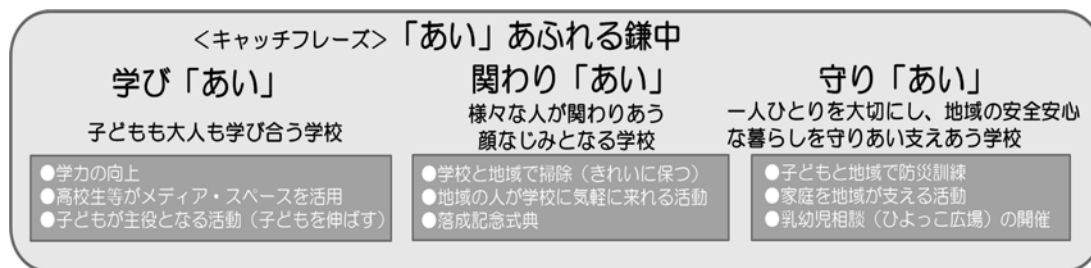 ＜キャッチフレーズ＞「あい」あふれる鎌中
学び「あい」
子どもも大人も学び合う学校
●学力の向上
●高校生等がメディア・スペースを活用
●子どもが主役となる活動（子どもを伸ばす）
関わり「あい」
様々な人が関わりあう
顔なじみとなる学校
●学校と地域で掃除（きれいに保つ）
●地域の人が学校に気軽に来れる活動
●落成記念式典
守り「あい」
一人ひとりを大切にし、地域の安全安心
な暮らしを守りあい支えあう学校
●子どもと地域で防災訓練
●家庭を地域が支える活動
●乳幼児相談（ひよっこ広場）の開催